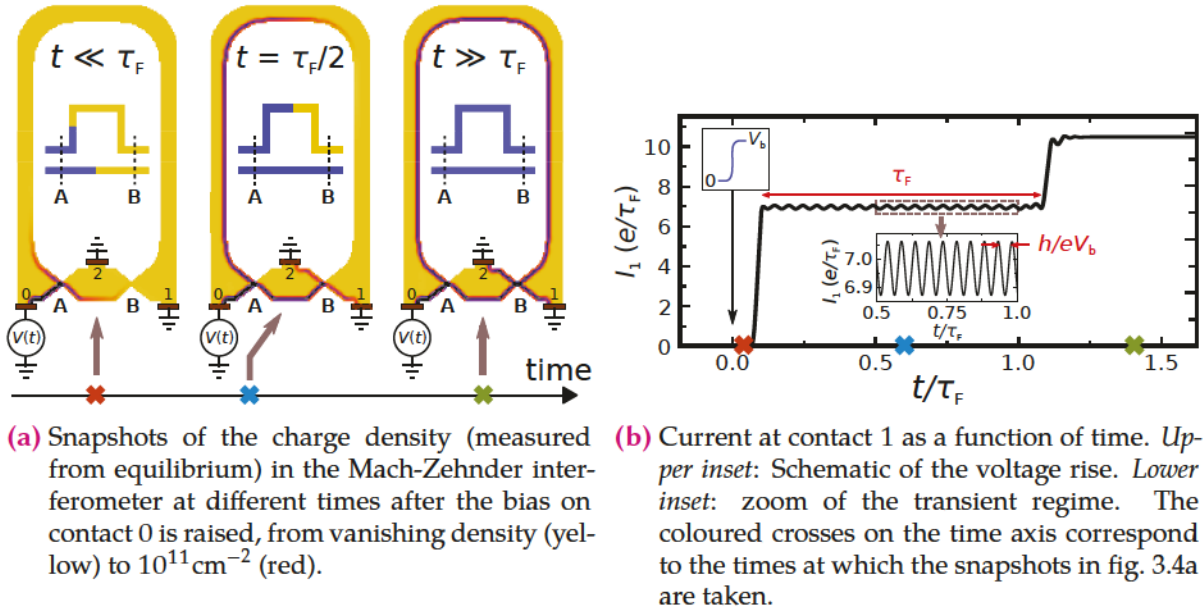 t ≪ τF
t = τF/2
t ≫ τF
A B
A B
A B
2
0 A B 1
V(t)
2
0 A B 1
V(t)
2
0 A B 1
V(t)
time
(a) Snapshots of the charge density (measured
from equilibrium) in the Mach-Zehnder inter-
ferometer at different times after the bias on
contact 0 is raised, from vanishing density (yel-
low) to 10¹¹ cm⁻² (red).
I₁ (e/τF)
10
8
6
4
2
0
0.0 0.5 1.0 1.5
t/τF
Vb
0
τF
h/eVb
I₁ (e/τF)
7.0
6.9
0.5 0.75 1.0
t/τF
(b) Current at contact 1 as a function of time. Up-
per inset: Schematic of the voltage rise. Lower
inset: zoom of the transient regime. The
coloured crosses on the time axis correspond
to the times at which the snapshots in fig. 3.4a
are taken.